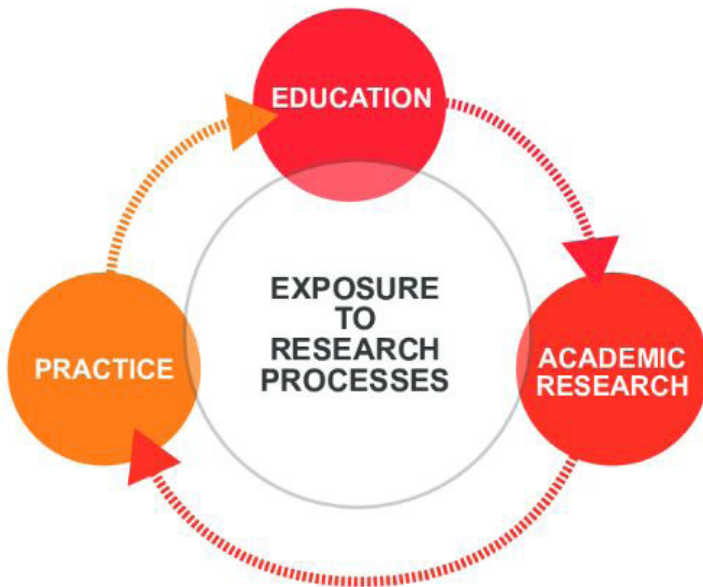 EDUCATION
EXPOSURE
TO
RESEARCH
PROCESSES
PRACTICE
ACADEMIC
RESEARCH